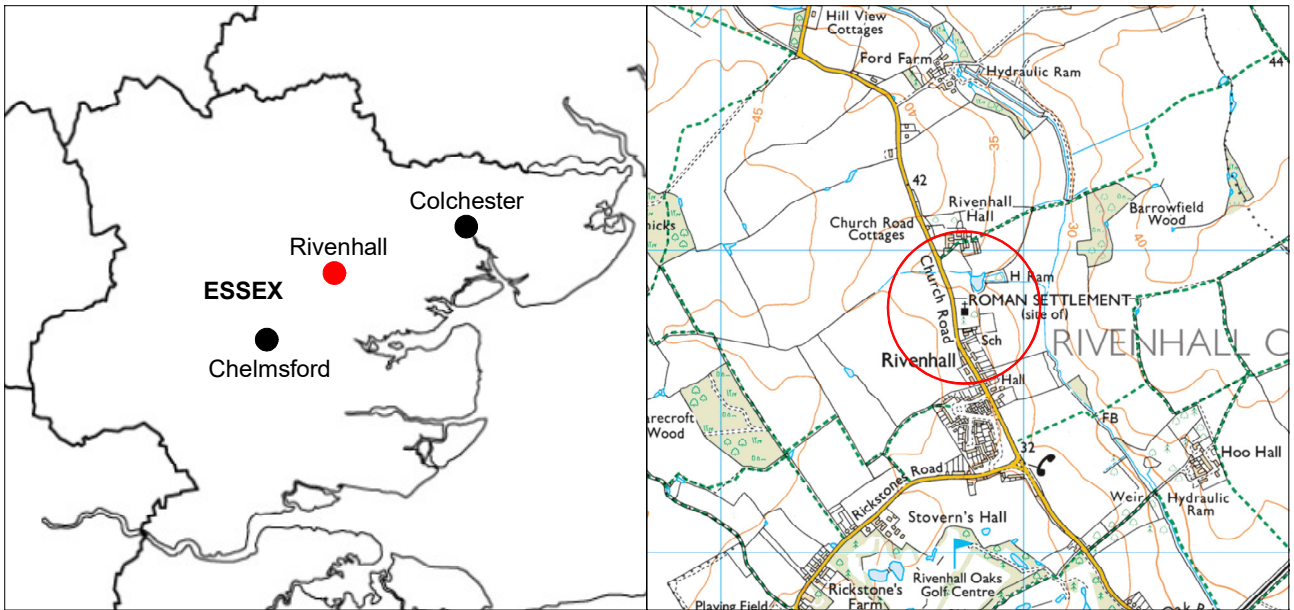 Colchester
Rivenhall
ESSEX
Chelmsford
Hill View
Cottages
Ford Farm
Hydraulic Ram
44
45
40
35
42
Rivenhall
Hall
Church Road
Cottages
Barrowfield
Wood
30
40
Church Road
H Ram
ROMAN SETTLEMENT
(site of)
Sch
Rivenhall
RIVENHALL C
Hall
arecroft
Wood
FB
32
Hoo Hall
Rickstones Road
Weir
Hydraulic
Ram
Stovern's Hall
Rivenhall Oaks
Golf Centre
Rickstone's
Farm
Playing Field